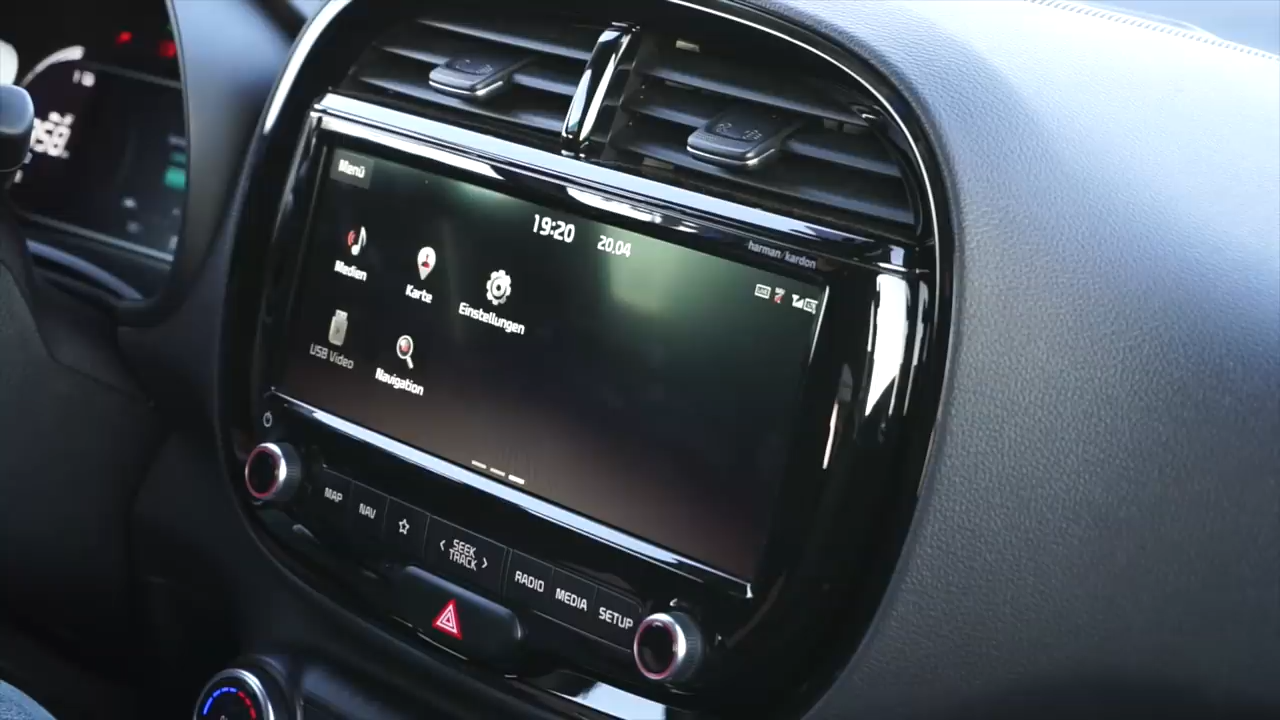 Menü
19:20
20.04
harman/kardon
Medien
Karte
Einstellungen
USB Video
Navigation
MAP
NAV
SEEK
TRACK
RADIO
MEDIA
SETUP